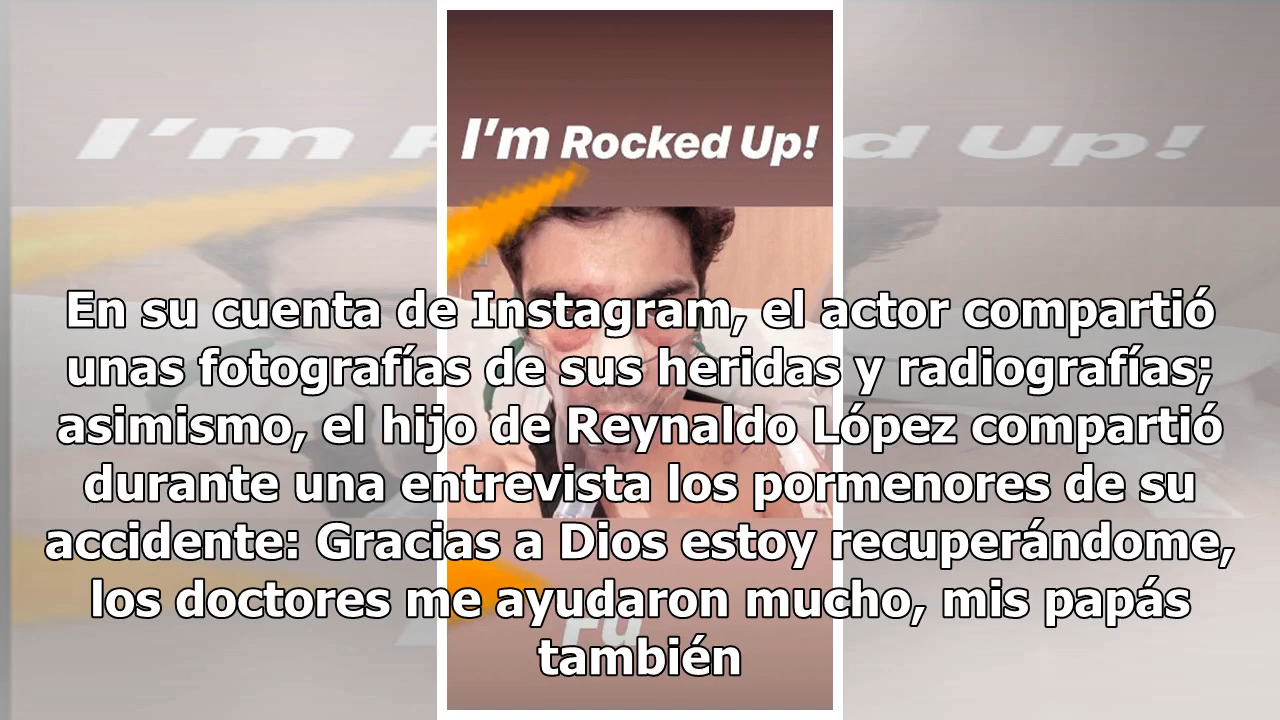 I'm Rocked Up!
En su cuenta de Instagram, el actor compartió
unas fotografías de sus heridas y radiografías;
asimismo, el hijo de Reynaldo López compartió
durante una entrevista los pormenores de su
accidente: Gracias a Dios estoy recuperándome,
los doctores me ayudaron mucho, mis papás
también